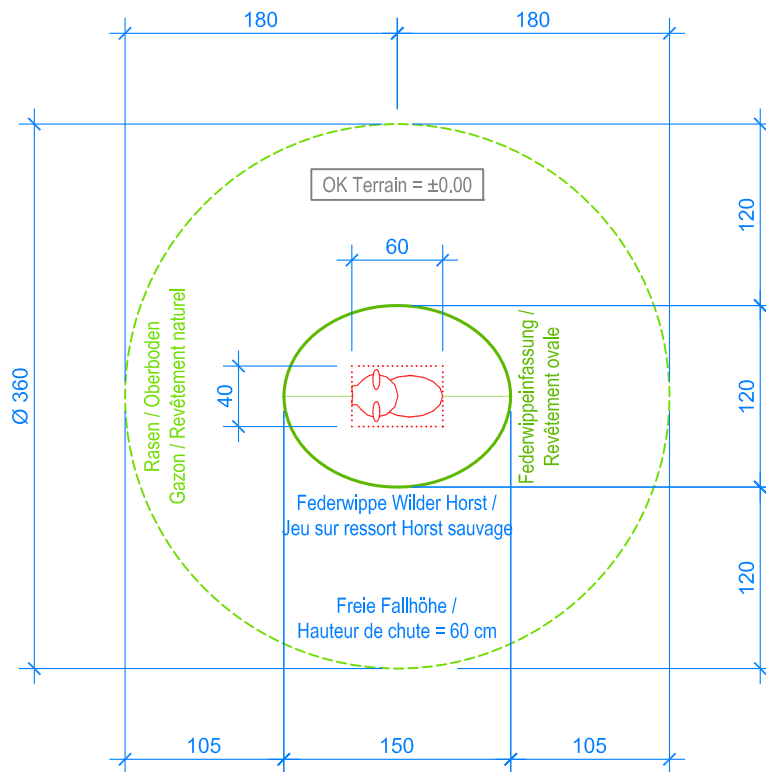 180
180
OK Terrain = ±0.00
60
120
Rasen / Oberboden
Gazon / Revêtement naturel
Federwippeinfassung /
Revêtement ovale
Ø 360
40
120
Federwippe Wilder Horst /
Jeu sur ressort Horst sauvage
120
Freie Fallhöhe /
Hauteur de chute = 60 cm
105
150
105